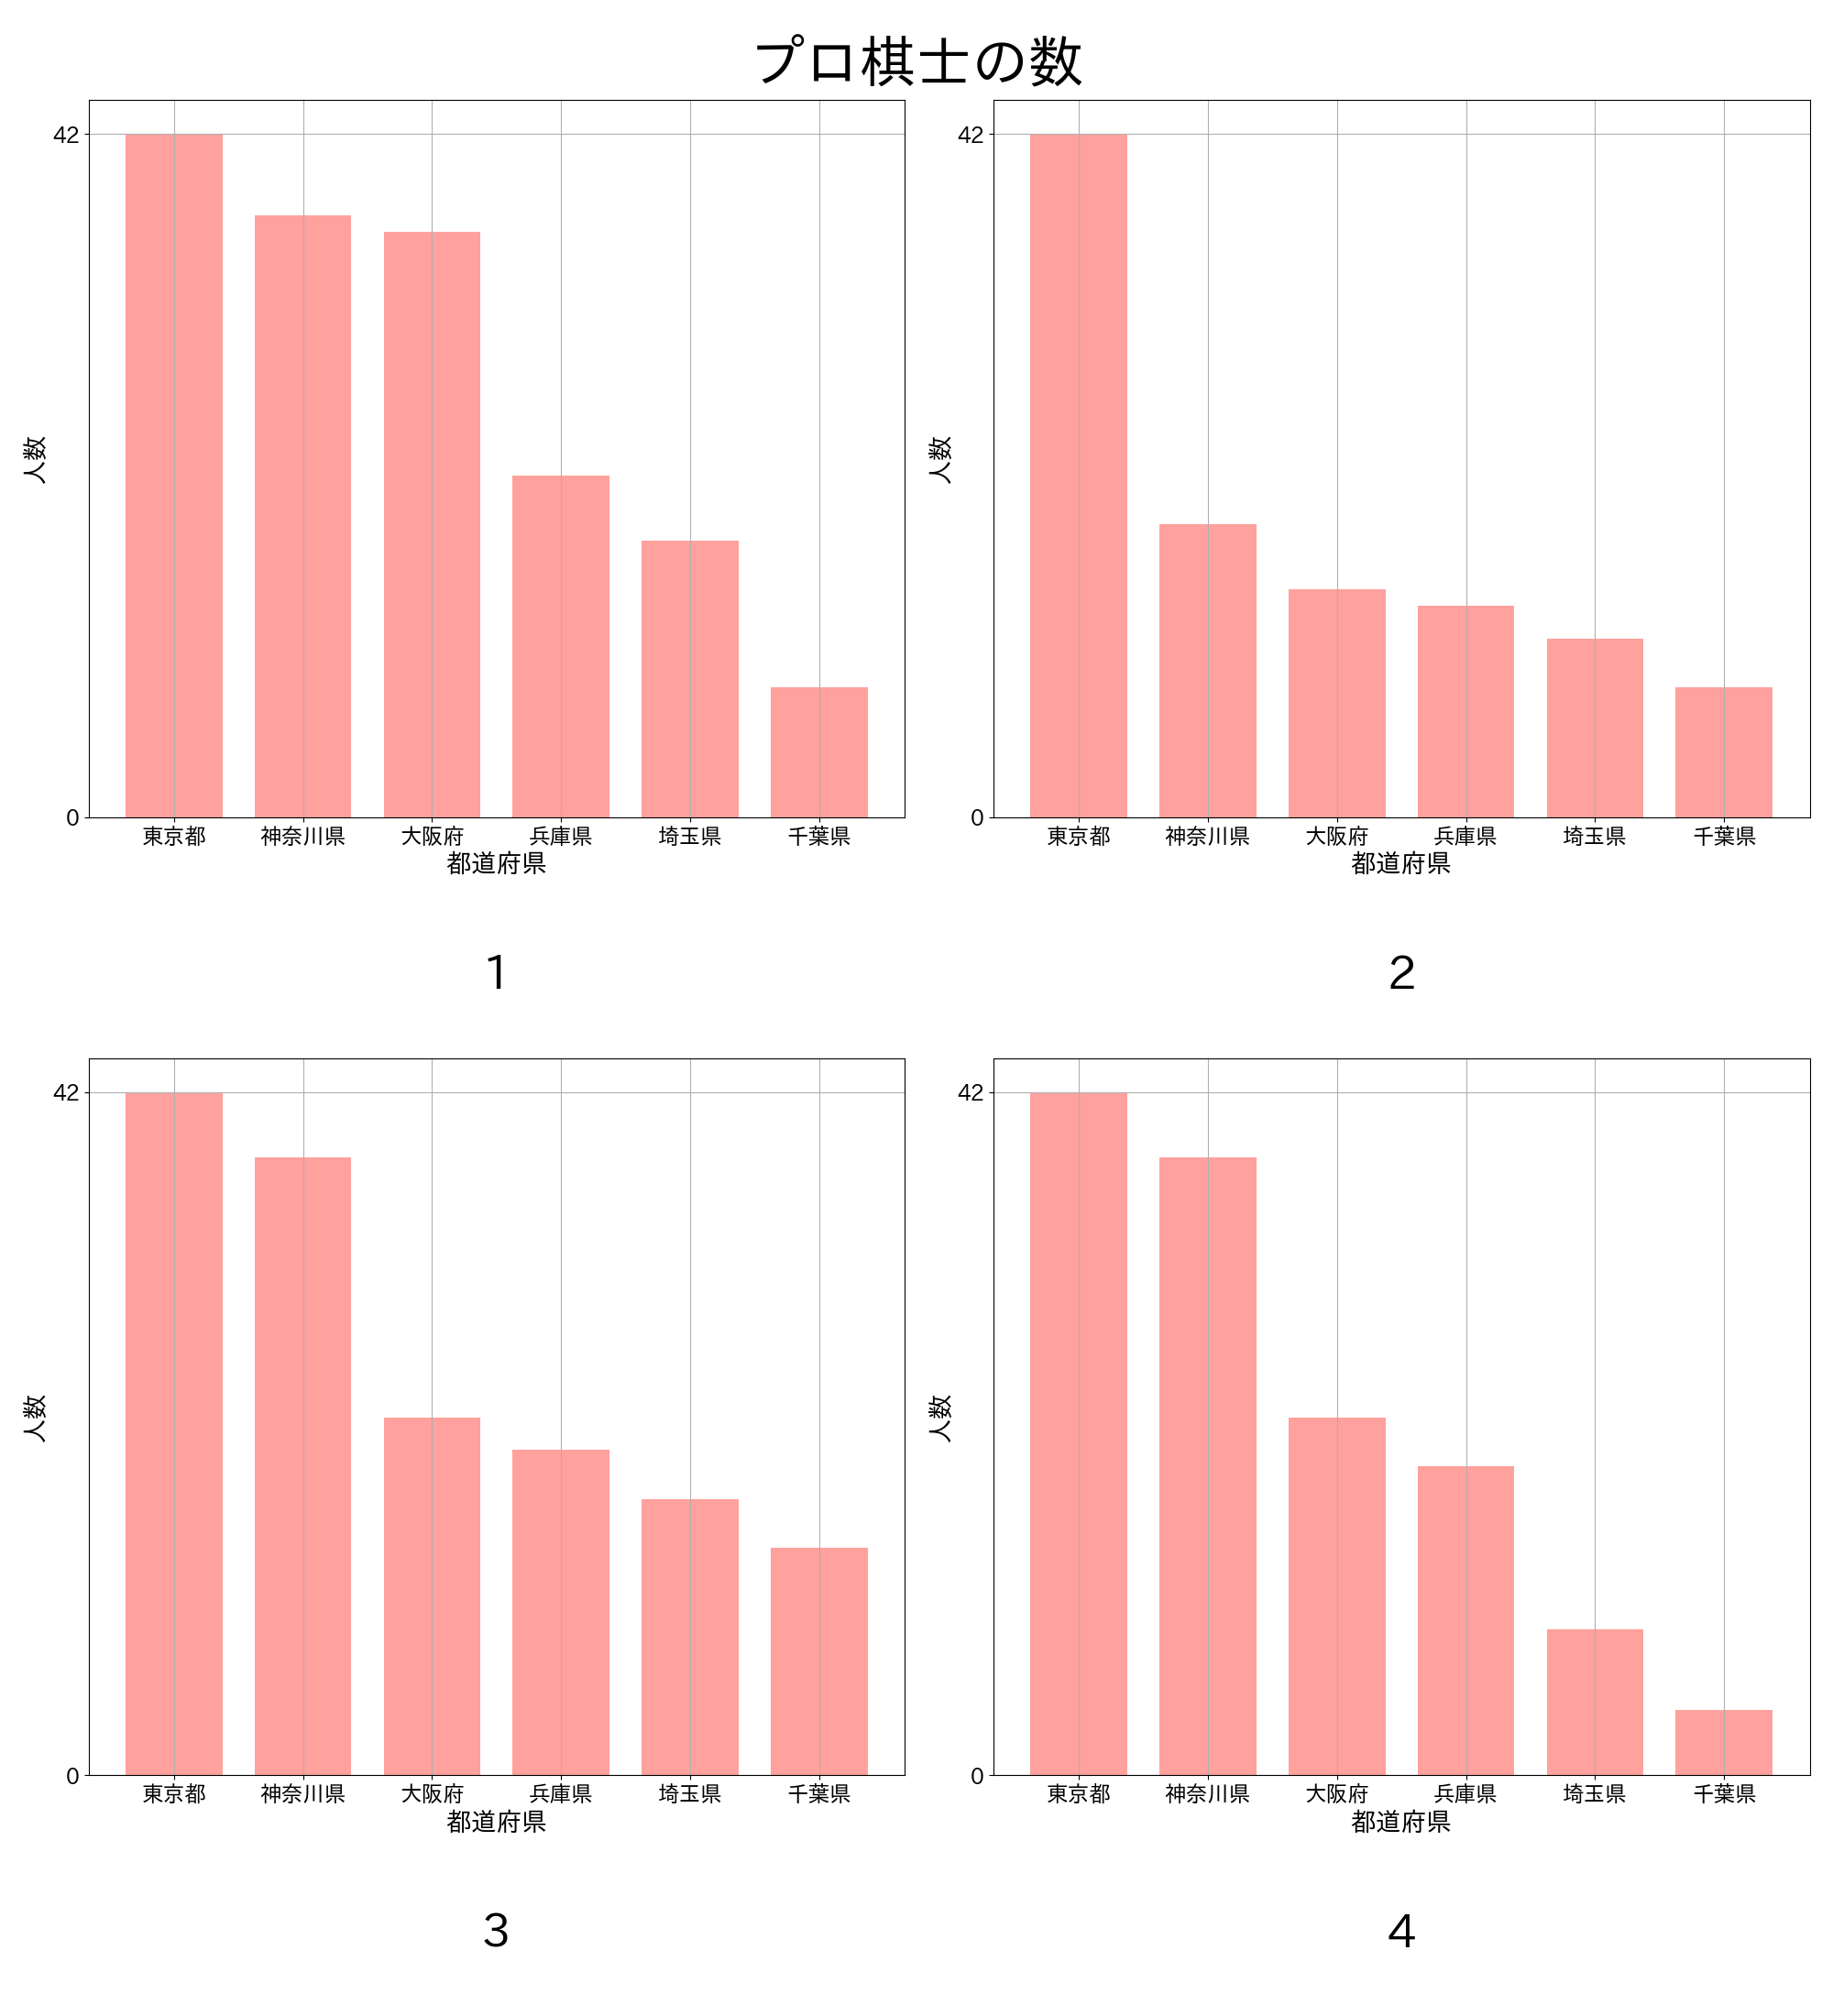 プロ棋士の数
42
0
人数
東京都 神奈川県 大阪府 兵庫県 埼玉県 千葉県
都道府県
1
42
0
人数
東京都 神奈川県 大阪府 兵庫県 埼玉県 千葉県
都道府県
2
42
0
人数
東京都 神奈川県 大阪府 兵庫県 埼玉県 千葉県
都道府県
3
42
0
人数
東京都 神奈川県 大阪府 兵庫県 埼玉県 千葉県
都道府県
4